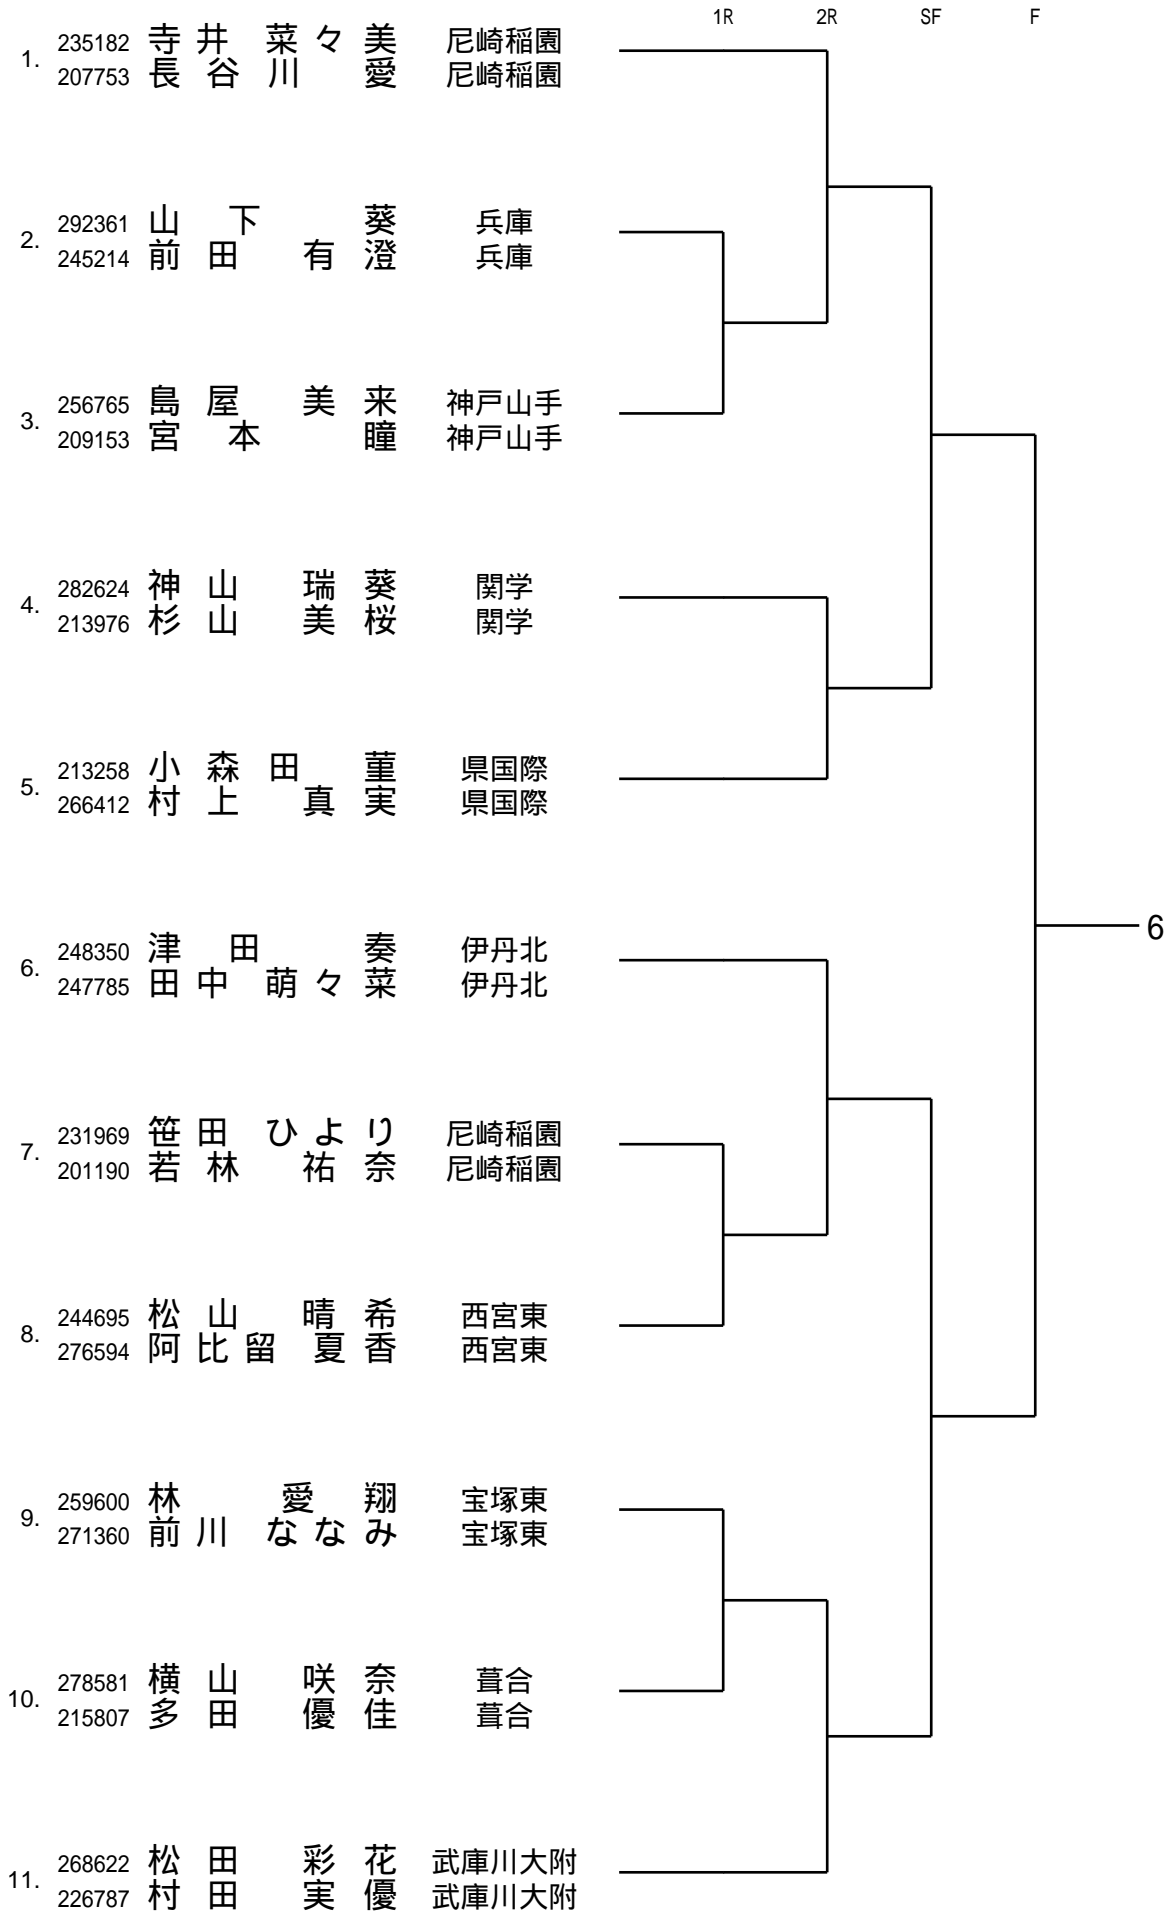 1R 2R SF F
1. 235182 寺井 菜々美 尼崎稲園
207753 長谷川 愛 尼崎稲園
2. 292361 山下 葵 兵庫
245214 前田 有澄 兵庫
3. 256765 島屋 美来 神戸山手
209153 宮本 瞳 神戸山手
4. 282624 神山 瑞葵 関学
213976 杉山 美桜 関学
5. 213258 小森田 菫 県国際
266412 村上 真実 県国際
6
6. 248350 津田 奏 伊丹北
247785 田中 萌々菜 伊丹北
7. 231969 笹田 ひより 尼崎稲園
201190 若林 祐奈 尼崎稲園
8. 244695 松山 晴希 西宮東
276594 阿比留 夏香 西宮東
9. 259600 林 愛翔 宝塚東
271360 前川 ななみ 宝塚東
10. 278581 横山 咲奈 葺合
215807 多田 優佳 葺合
11. 268622 松田 彩花 武庫川大附
226787 村田 実優 武庫川大附